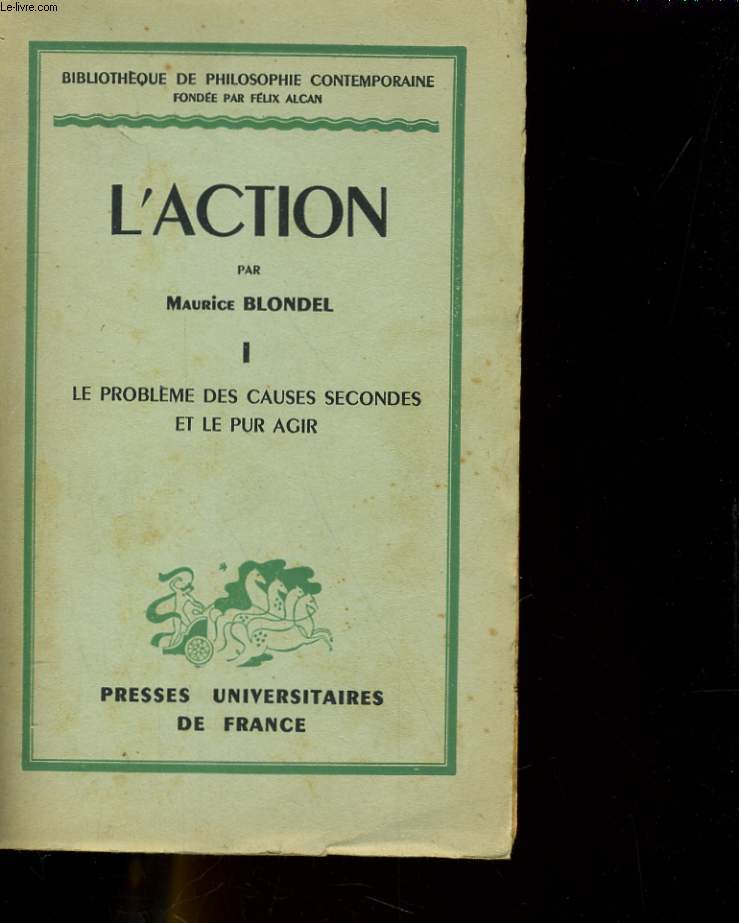 Le-livre.com
BIBLIOTHÈQUE DE PHILOSOPHIE CONTEMPORAINE
FONDÉE PAR FÉLIX ALCAN
L'ACTION
PAR
MAURICE BLONDEL
I
LE PROBLÈME DES CAUSES SECONDES
ET LE PUR AGIR
PRESSES UNIVERSITAIRES
DE FRANCE